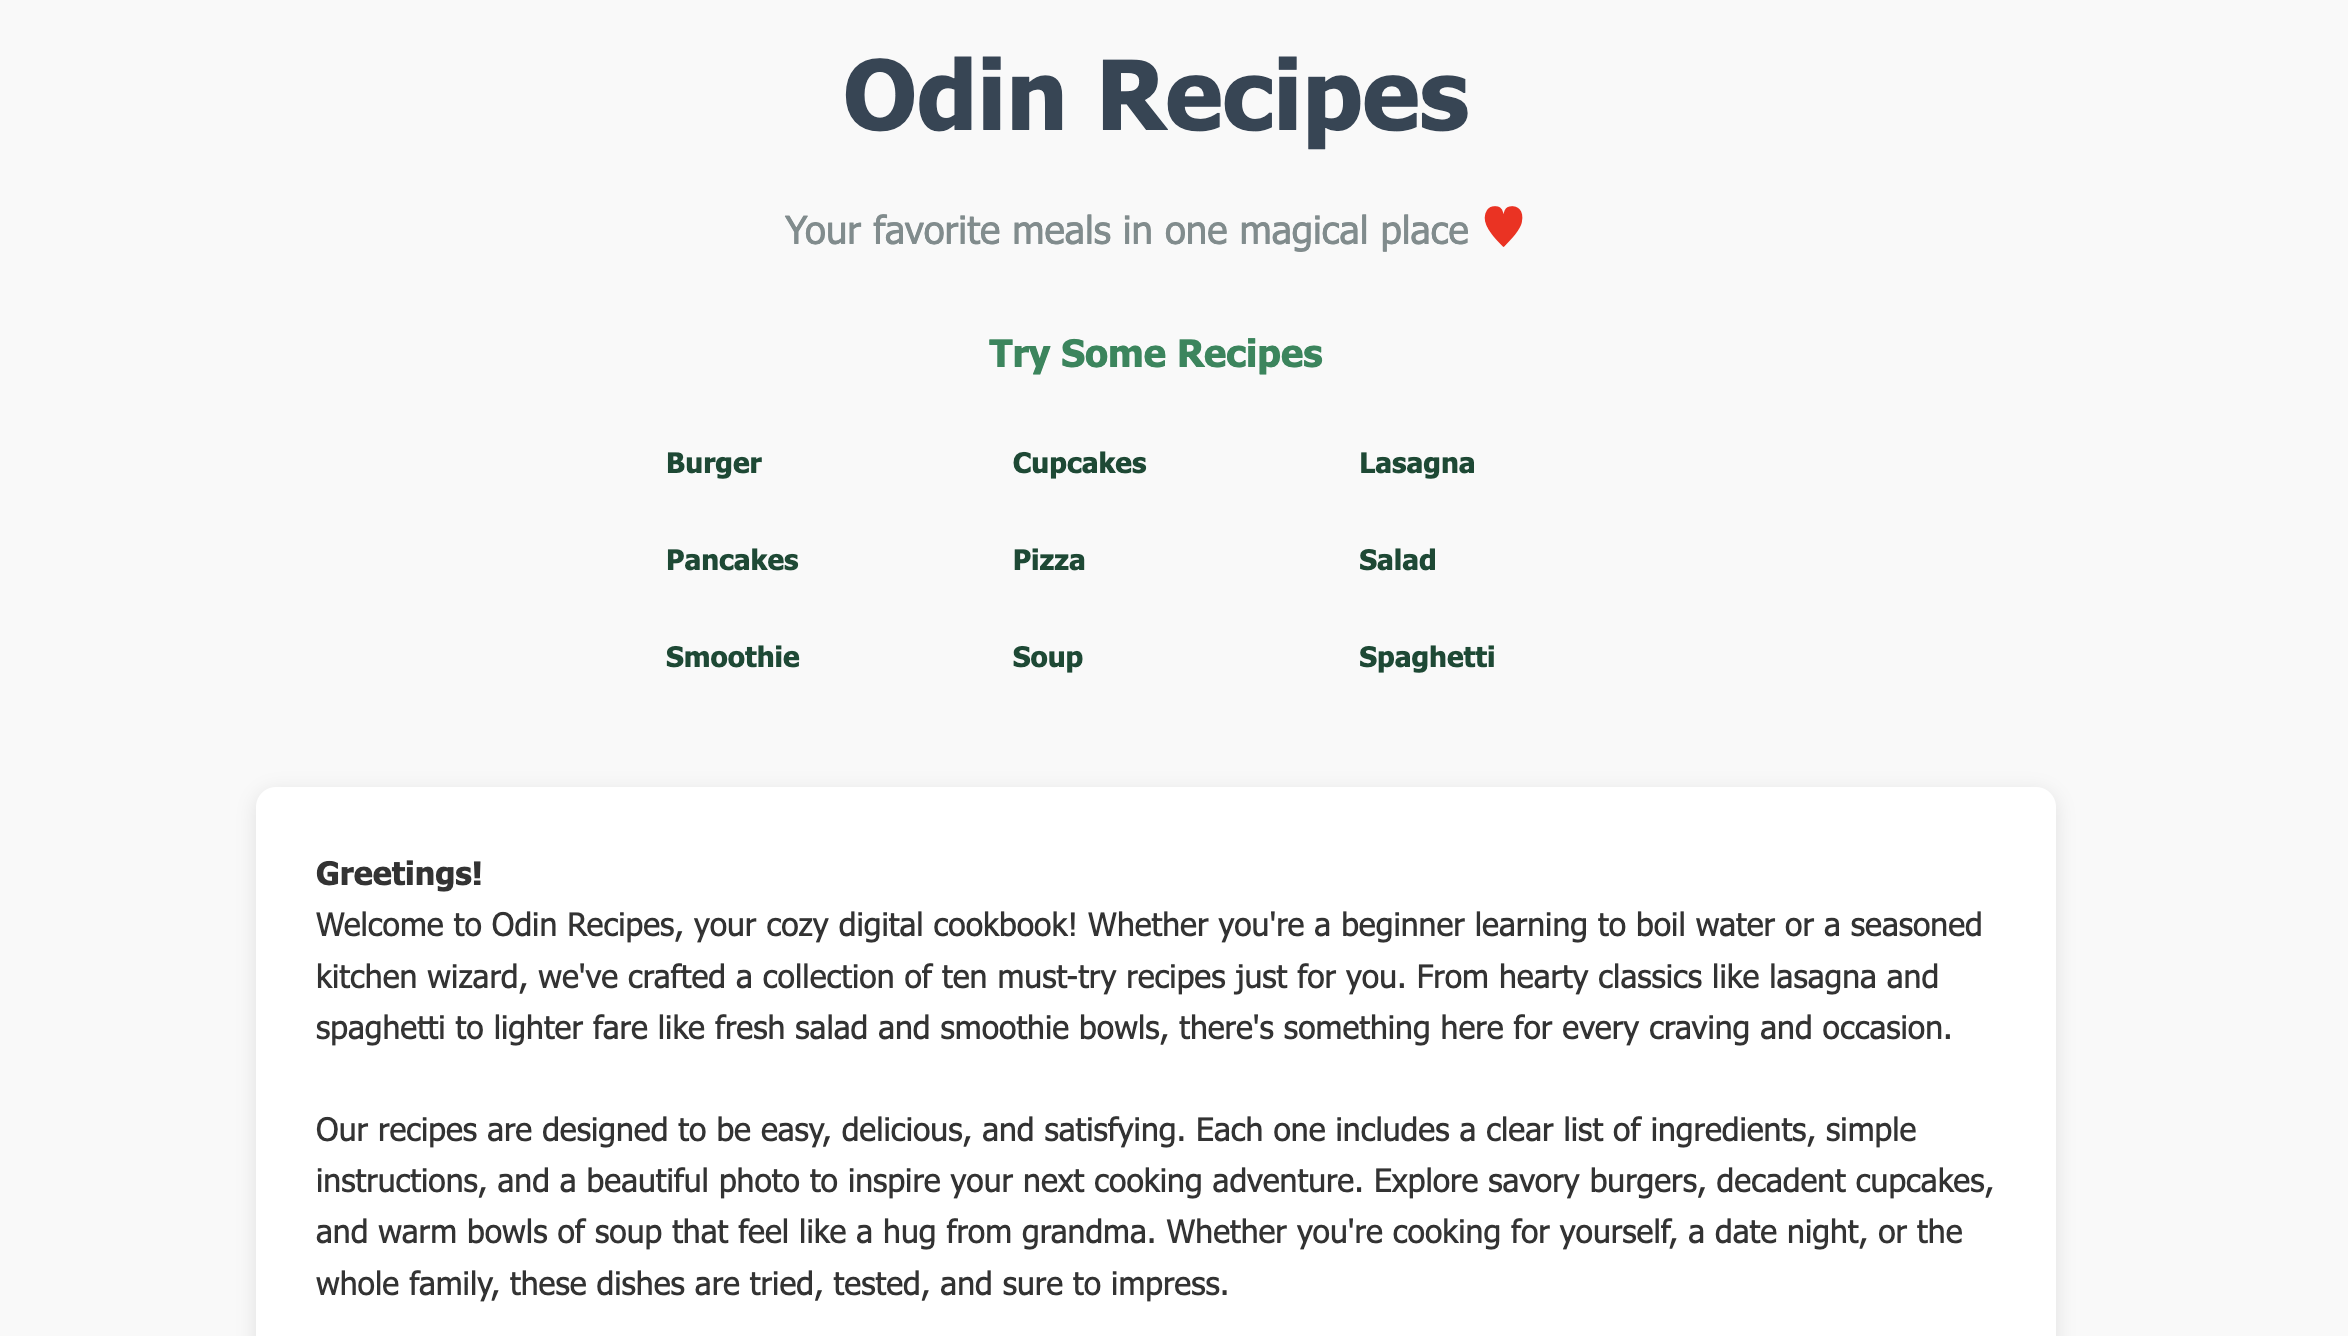 Odin Recipes
Your favorite meals in one magical place ♥
Try Some Recipes
Burger Cupcakes Lasagna
Pancakes Pizza Salad
Smoothie Soup Spaghetti
Greetings!
Welcome to Odin Recipes, your cozy digital cookbook! Whether you're a beginner learning to boil water or a seasoned
kitchen wizard, we've crafted a collection of ten must-try recipes just for you. From hearty classics like lasagna and
spaghetti to lighter fare like fresh salad and smoothie bowls, there's something here for every craving and occasion.
Our recipes are designed to be easy, delicious, and satisfying. Each one includes a clear list of ingredients, simple
instructions, and a beautiful photo to inspire your next cooking adventure. Explore savory burgers, decadent cupcakes,
and warm bowls of soup that feel like a hug from grandma. Whether you're cooking for yourself, a date night, or the
whole family, these dishes are tried, tested, and sure to impress.